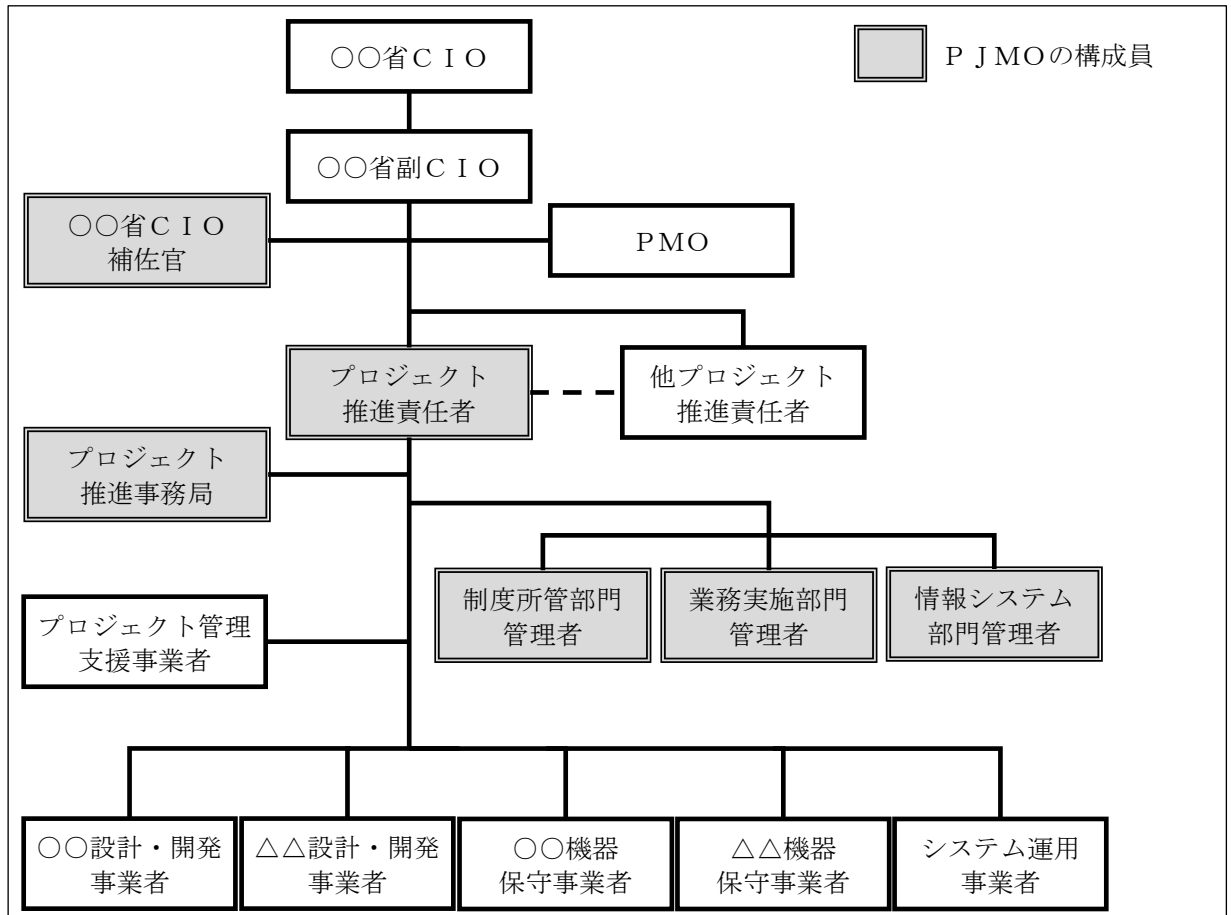 ○○省CIO
PJMOの構成員
○○省副CIO
○○省CIO
補佐官
PMO
プロジェクト
推進責任者
他プロジェクト
推進責任者
プロジェクト
推進事務局
制度所管部門
管理者
業務実施部門
管理者
情報システム
部門管理者
プロジェクト管理
支援事業者
○○設計・開発
事業者
△△設計・開発
事業者
○○機器
保守事業者
△△機器
保守事業者
システム運用
事業者